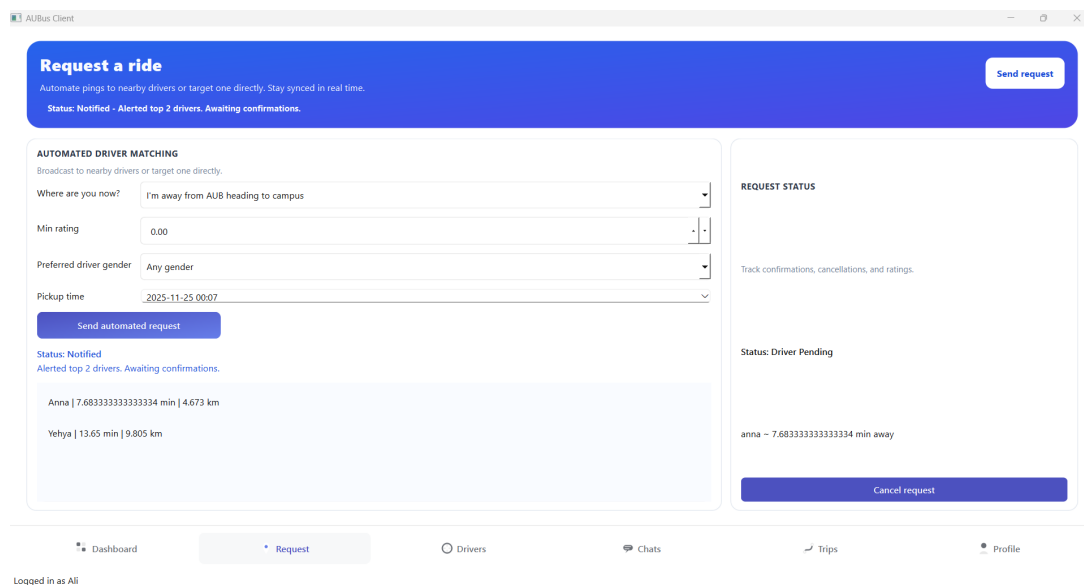 AUBus Client
Request a ride
Send request
Automate pings to nearby drivers or target one directly. Stay synced in real time.
Status: Notified - Alerted top 2 drivers. Awaiting confirmations.
AUTOMATED DRIVER MATCHING
Broadcast to nearby drivers or target one directly.
Where are you now?
I'm away from AUB heading to campus
Min rating
0.00
Preferred driver gender
Any gender
Pickup time
2025-11-25 00:07
Send automated request
Status: Notified
Alerted top 2 drivers. Awaiting confirmations.
Anna | 7.683333333333334 min | 4.673 km
Yehya | 13.65 min | 9.805 km
REQUEST STATUS
Track confirmations, cancellations, and ratings.
Status: Driver Pending
anna ~ 7.683333333333334 min away
Cancel request
Dashboard
Request
Drivers
Chats
Trips
Profile
Logged in as Ali